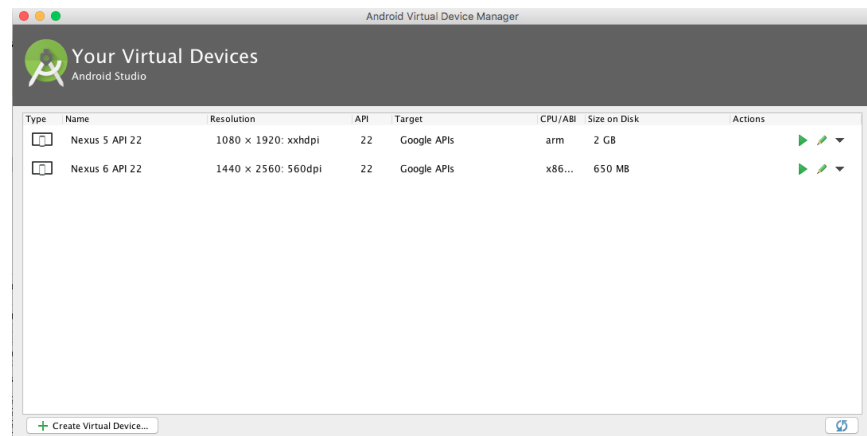 Android Virtual Device Manager
Your Virtual Devices
Android Studio
Type Name Resolution API Target CPU/ABI Size on Disk Actions
Nexus 5 API 22 1080 × 1920: xxhdpi 22 Google APIs arm 2 GB
Nexus 6 API 22 1440 × 2560: 560dpi 22 Google APIs x86... 650 MB
+ Create Virtual Device...